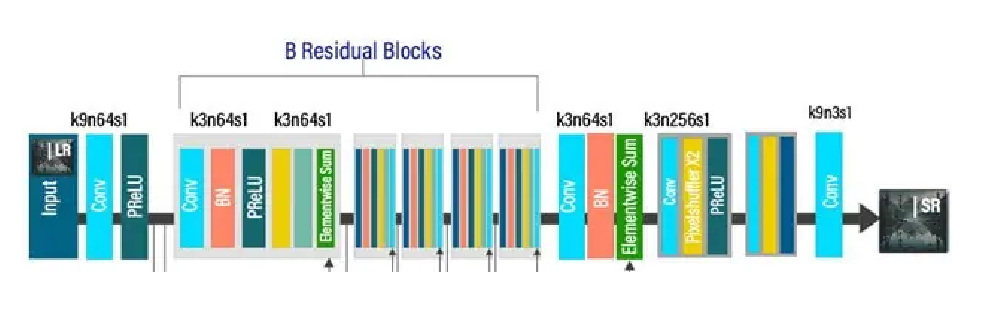 B Residual Blocks
k9n64s1
k3n64s1
k3n64s1
k3n64s1
k3n256s1
k9n3s1
LR
Input
Conv
PReLU
Conv
BN
PReLU
Elementwise Sum
Conv
BN
Elementwise Sum
Conv
Pixelshuffler X2
PReLU
Conv
SR